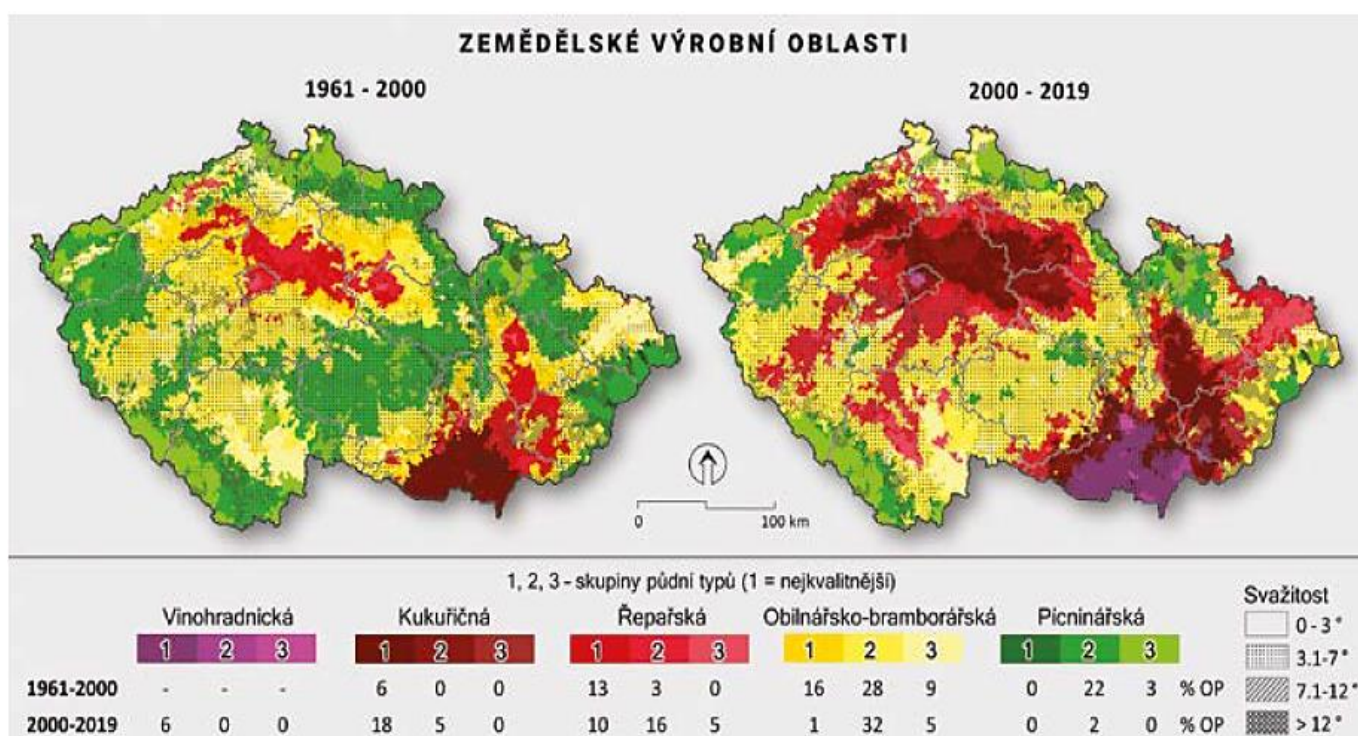 ZEMĚDĚLSKÉ VÝROBNÍ OBLASTI
1961 - 2000 2000 - 2019
0 100 km
1, 2, 3 - skupiny půdní typů (1 = nejkvalitnější)
Vinohradnická Kukuřičná Řepařská Obilnářsko-bramborářská Pícninářská Svažitost
1 2 3 1 2 3 1 2 3 1 2 3 1 2 3 0 - 3 °
3.1-7 °
1961-2000 - - - 6 0 0 13 3 0 16 28 9 0 22 3 % OP 7.1-12 °
2000-2019 6 0 0 18 5 0 10 16 5 1 32 5 0 2 0 % OP > 12 °